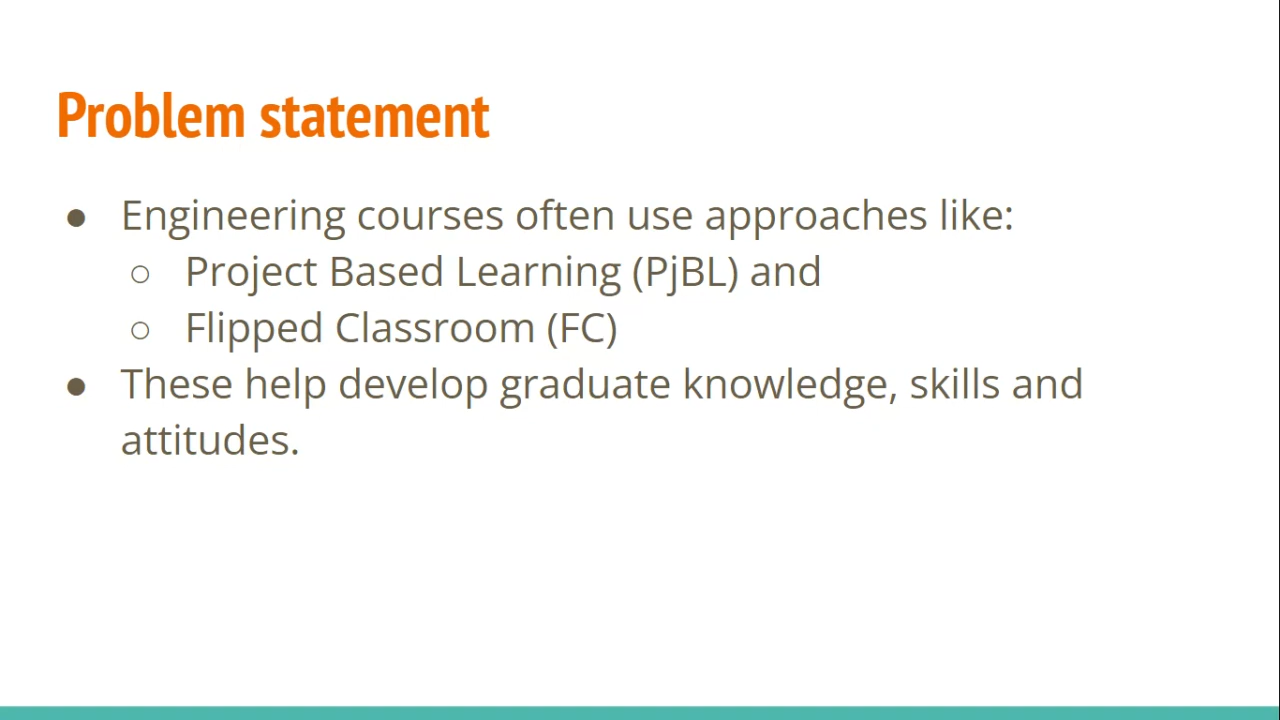 Problem statement
● Engineering courses often use approaches like:
○ Project Based Learning (PjBL) and
○ Flipped Classroom (FC)
● These help develop graduate knowledge, skills and
attitudes.